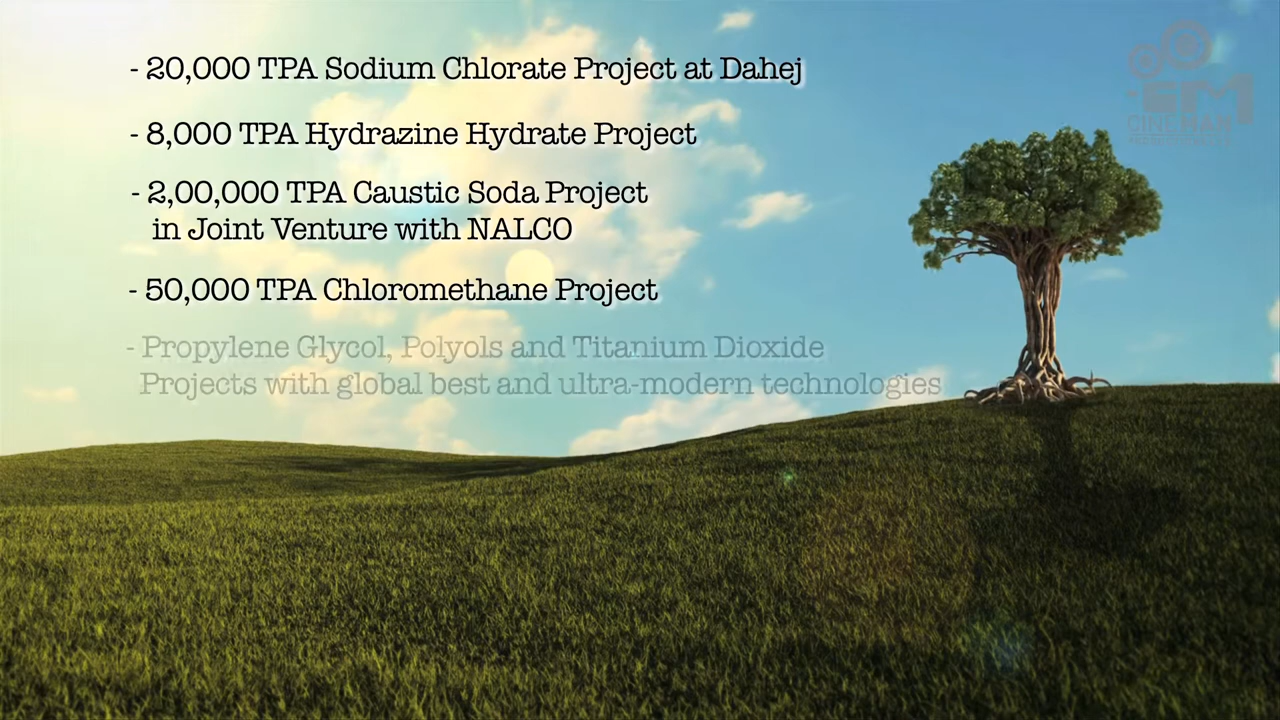 - 20,000 TPA Sodium Chlorate Project at Dahej
- 8,000 TPA Hydrazine Hydrate Project
- 2,00,000 TPA Caustic Soda Project
in Joint Venture with NALCO
- 50,000 TPA Chloromethane Project
- Propylene Glycol, Polyols and Titanium Dioxide
Projects with global best and ultra-modern technologies
CINEMAN